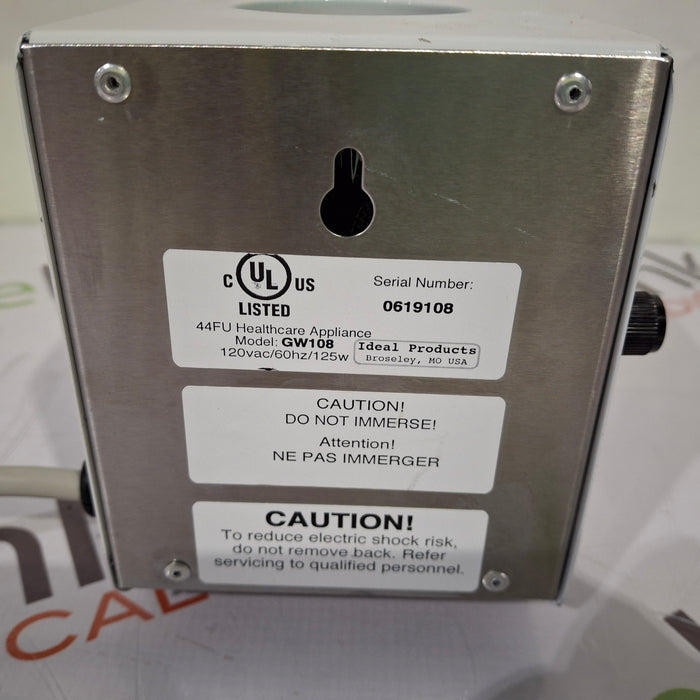 C UL US
LISTED
Serial Number:
0619108
44FU Healthcare Appliance
Model: GW108
120vac/60hz/125w
Ideal Products
Broseley, MO USA
CAUTION!
DO NOT IMMERSE!
Attention!
NE PAS IMMERGER
CAUTION!
To reduce electric shock risk,
do not remove back. Refer
servicing to qualified personnel.
CAL